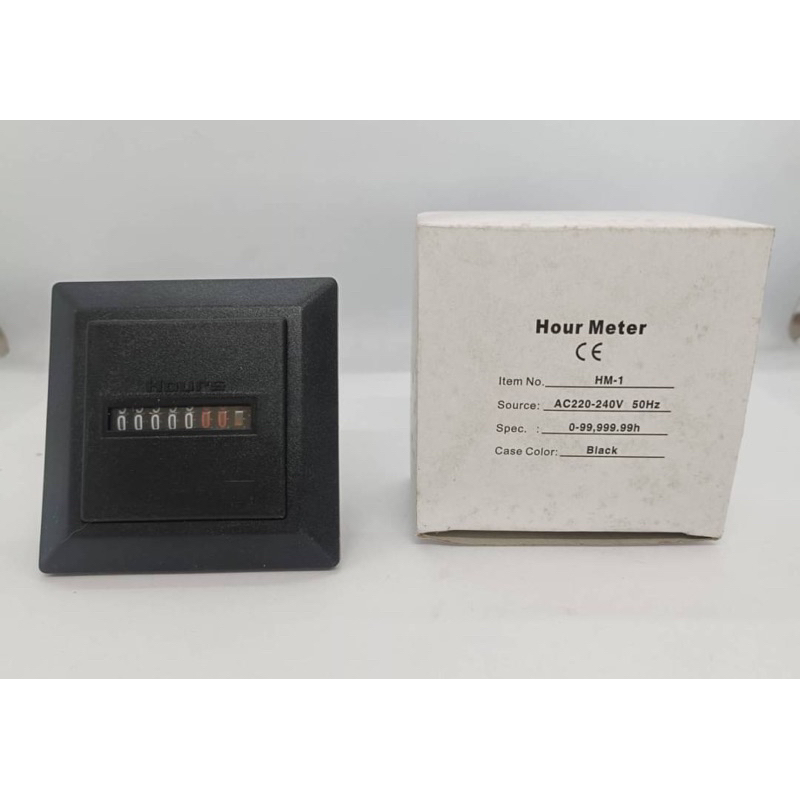 Hours
0000000
Hour Meter
CE
Item No. HM-1
Source: AC220-240V 50Hz
Spec. : 0-99,999.99h
Case Color: Black